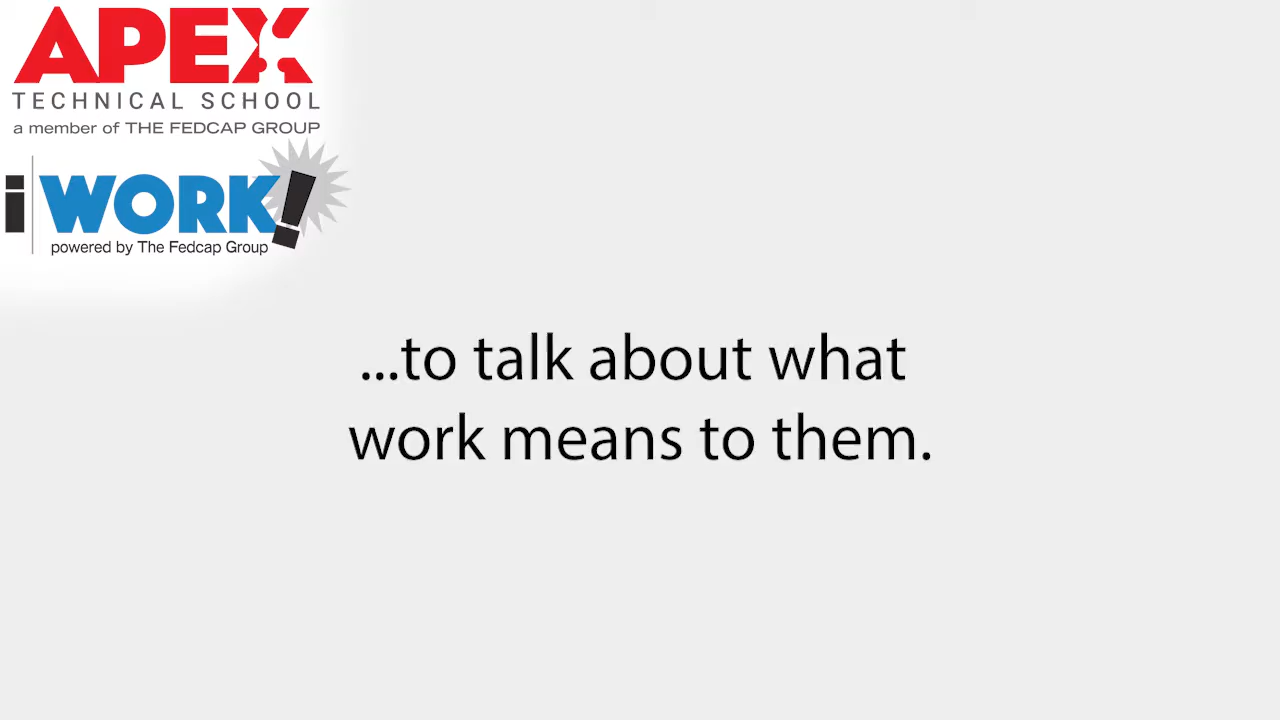 APEX
TECHNICAL SCHOOL
a member of THE FEDCAP GROUP
i WORK!
powered by The Fedcap Group
...to talk about what
work means to them.